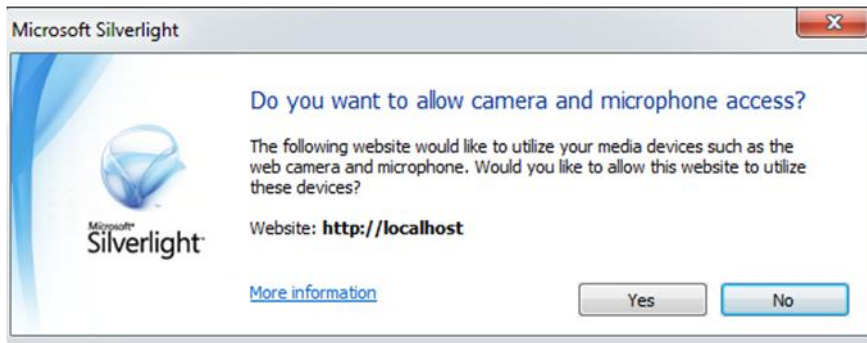 Microsoft Silverlight
Do you want to allow camera and microphone access?
The following website would like to utilize your media devices such as the
web camera and microphone. Would you like to allow this website to utilize
these devices?
Microsoft®
Silverlight™
Website: http://localhost
More information
Yes
No